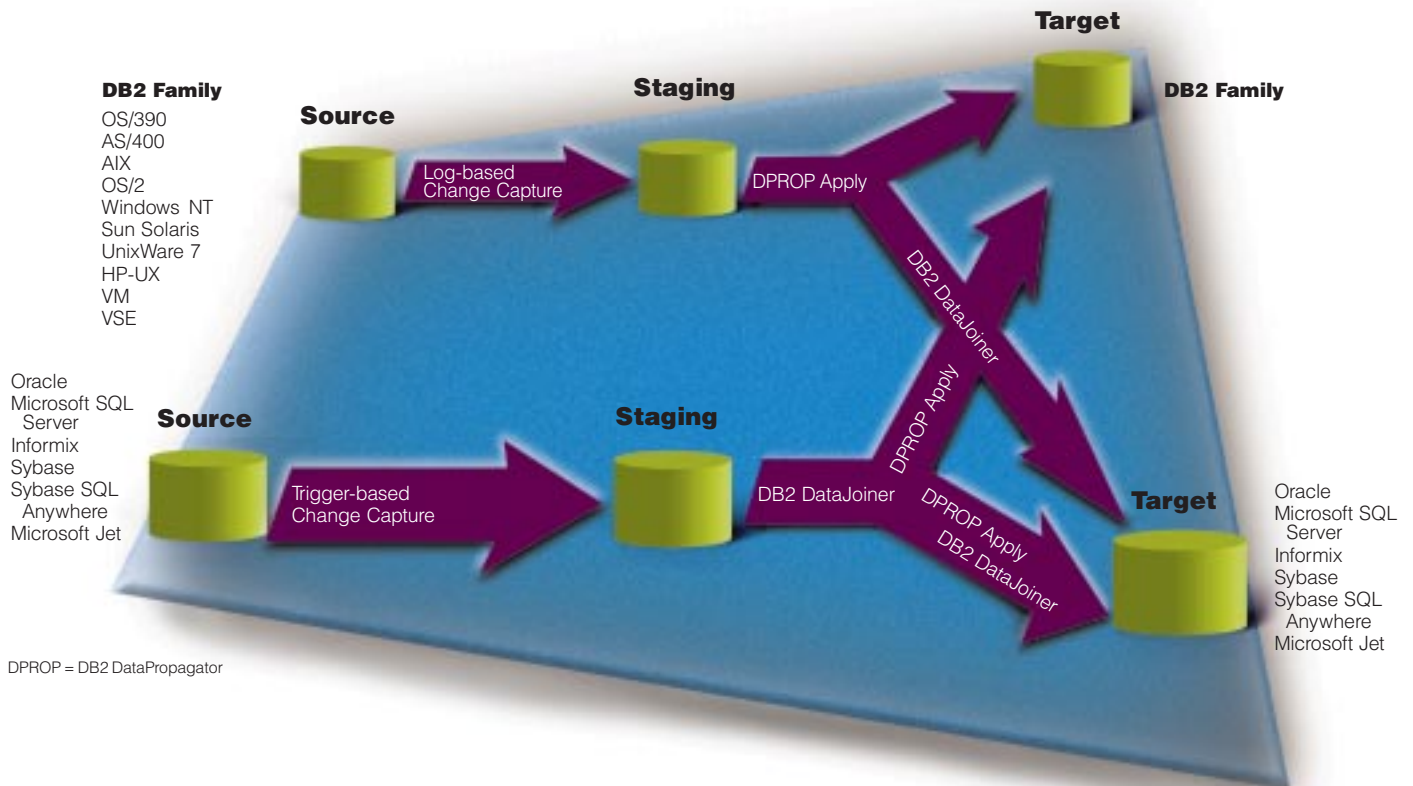 Target
DB2 Family
DB2 Family
OS/390
AS/400
AIX
OS/2
Windows NT
Sun Solaris
UnixWare 7
HP-UX
VM
VSE
Source
Staging
Log-based
Change Capture
DPROP Apply
DB2 DataJoiner
Oracle
Microsoft SQL
Server
Informix
Sybase
Sybase SQL
Anywhere
Microsoft Jet
Source
Staging
Trigger-based
Change Capture
DB2 DataJoiner
DPROP Apply
DPROP Apply
DB2 DataJoiner
Target
Oracle
Microsoft SQL
Server
Informix
Sybase
Sybase SQL
Anywhere
Microsoft Jet
DPROP = DB2 DataPropagator